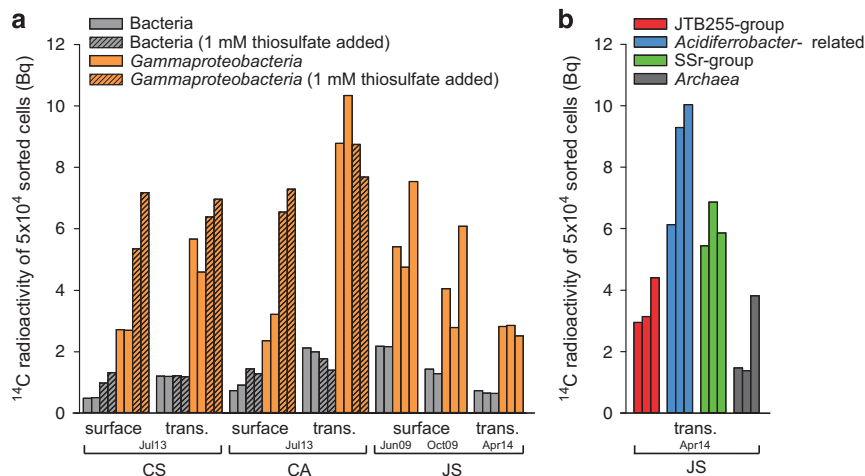 a
Bacteria
Bacteria (1 mM thiosulfate added)
Gammaproteobacteria
Gammaproteobacteria (1 mM thiosulfate added)
14C radioactivity of 5x10⁴ sorted cells (Bq)
12
10
8
6
4
2
0
surface trans. surface trans. surface trans.
Jul13 Jul13 Jun09 Oct09 Apr14
CS CA JS
b
JTB255-group
Acidiferrobacter- related
SSr-group
Archaea
14C radioactivity of 5x10⁴ sorted cells (Bq)
12
10
8
6
4
2
0
trans.
Apr14
JS